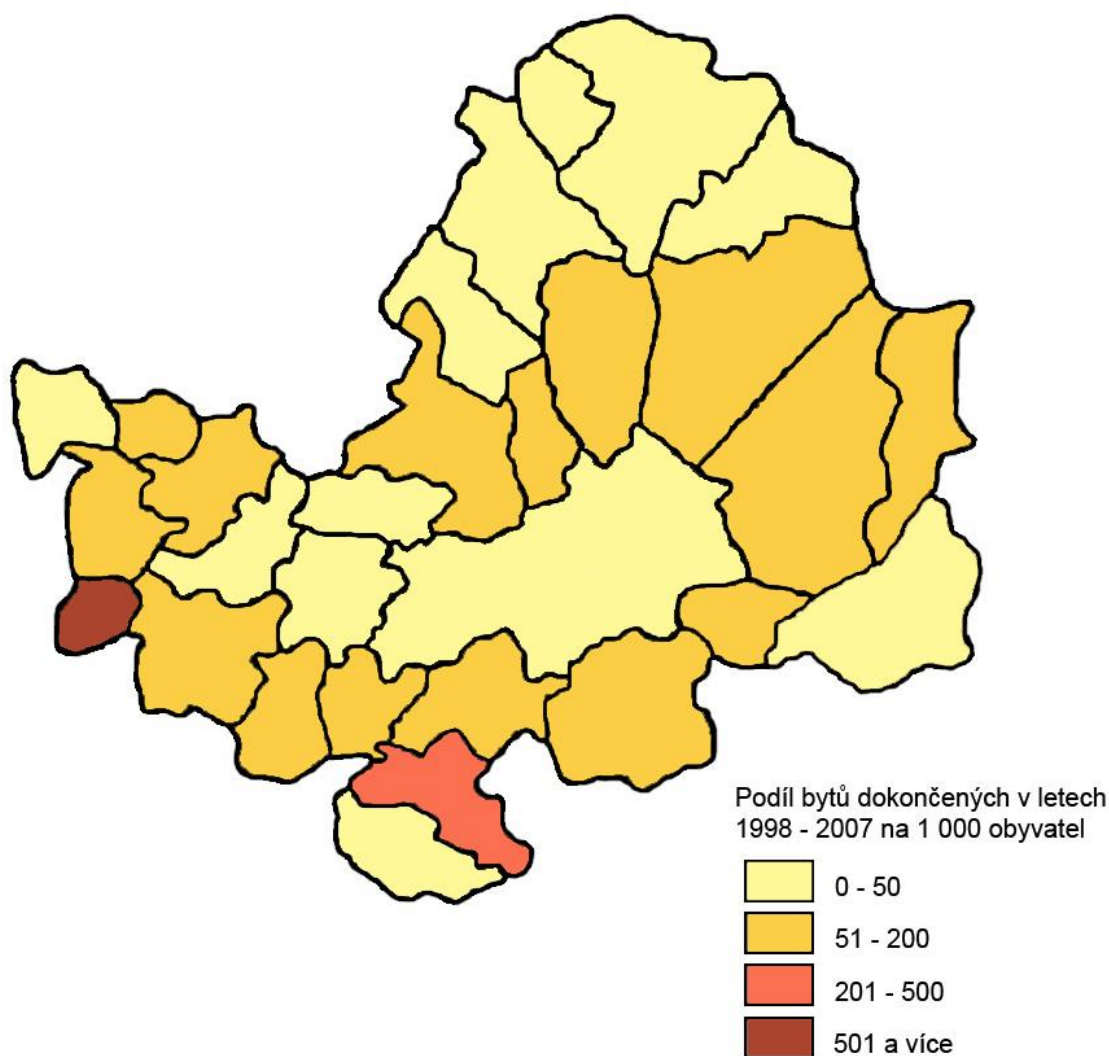 Podíl bytů dokončených v letech
1998 - 2007 na 1 000 obyvatel
0 - 50
51 - 200
201 - 500
501 a více